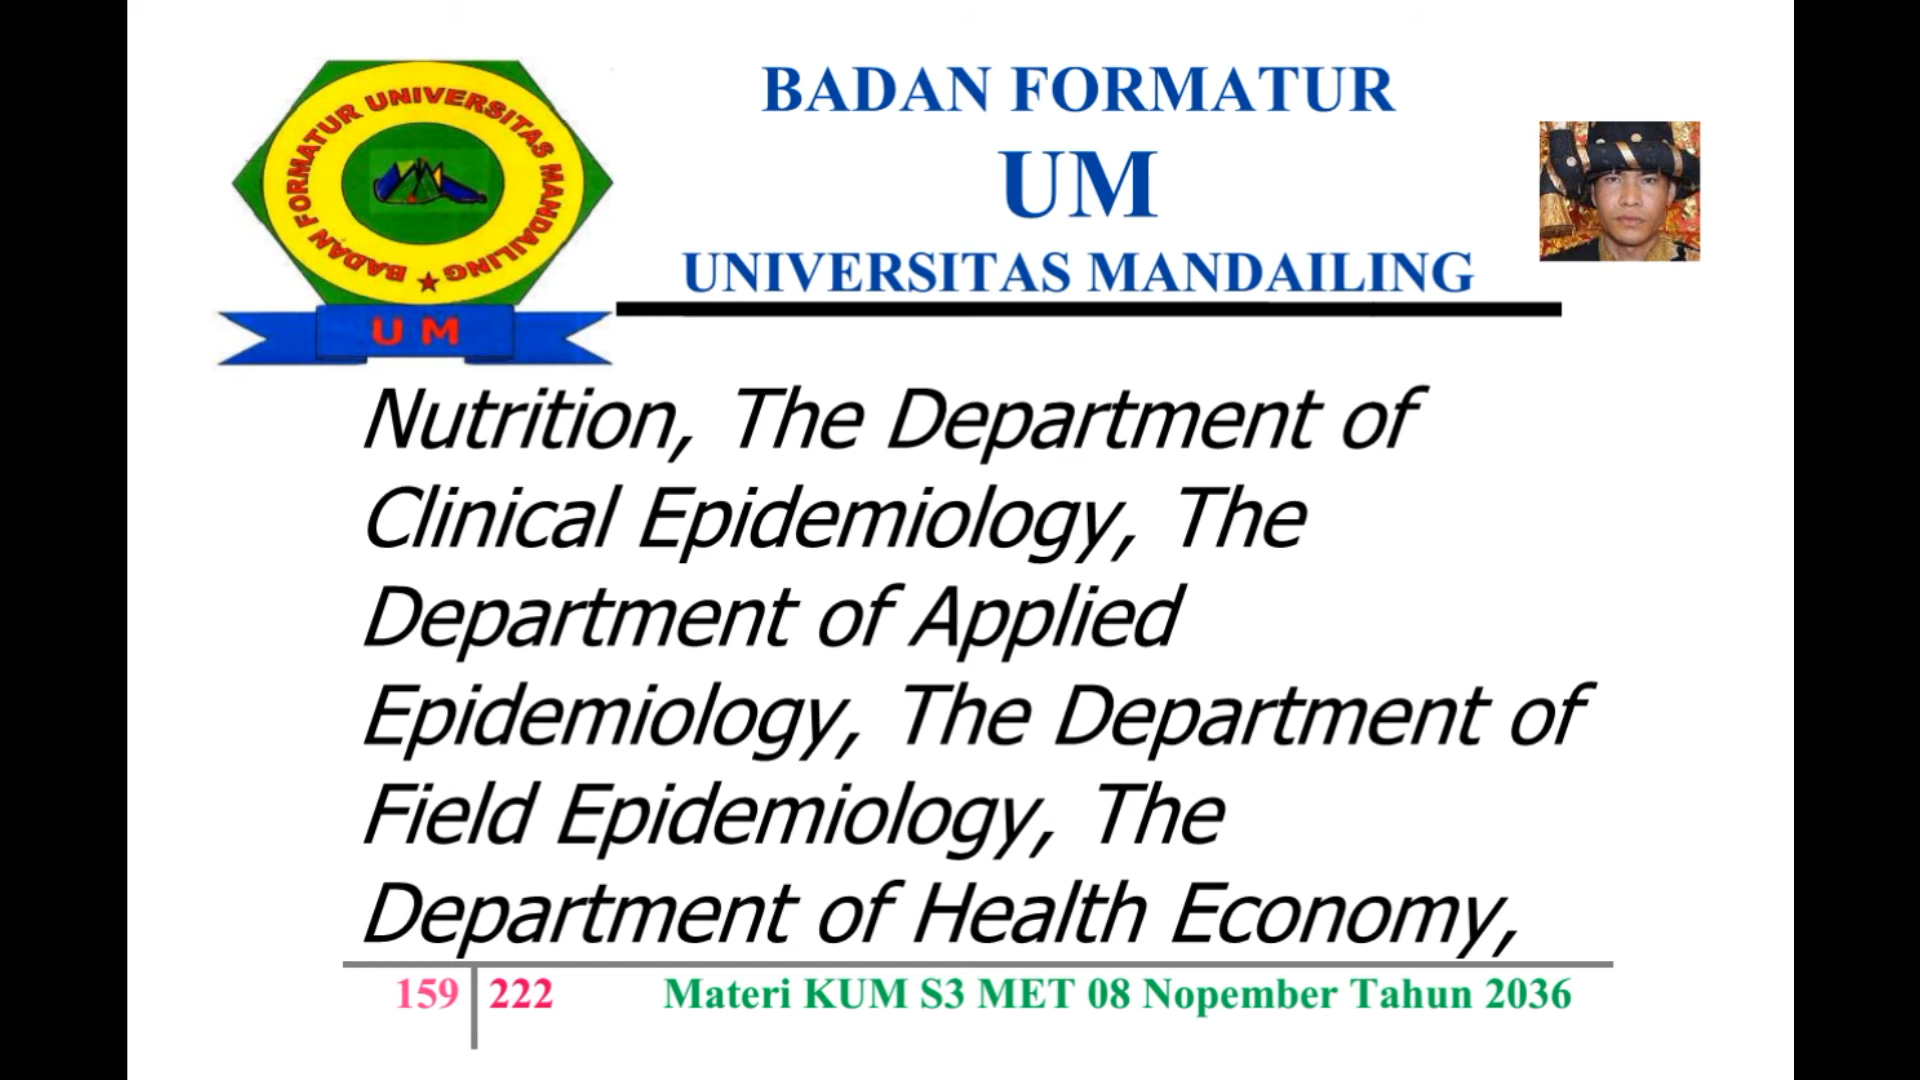 BADAN FORMATUR UNIVERSITAS MANDAILING
UM
BADAN FORMATUR
UM
UNIVERSITAS MANDAILING
Nutrition, The Department of
Clinical Epidemiology, The
Department of Applied
Epidemiology, The Department of
Field Epidemiology, The
Department of Health Economy,
159 222 Materi KUM S3 MET 08 Nopember Tahun 2036